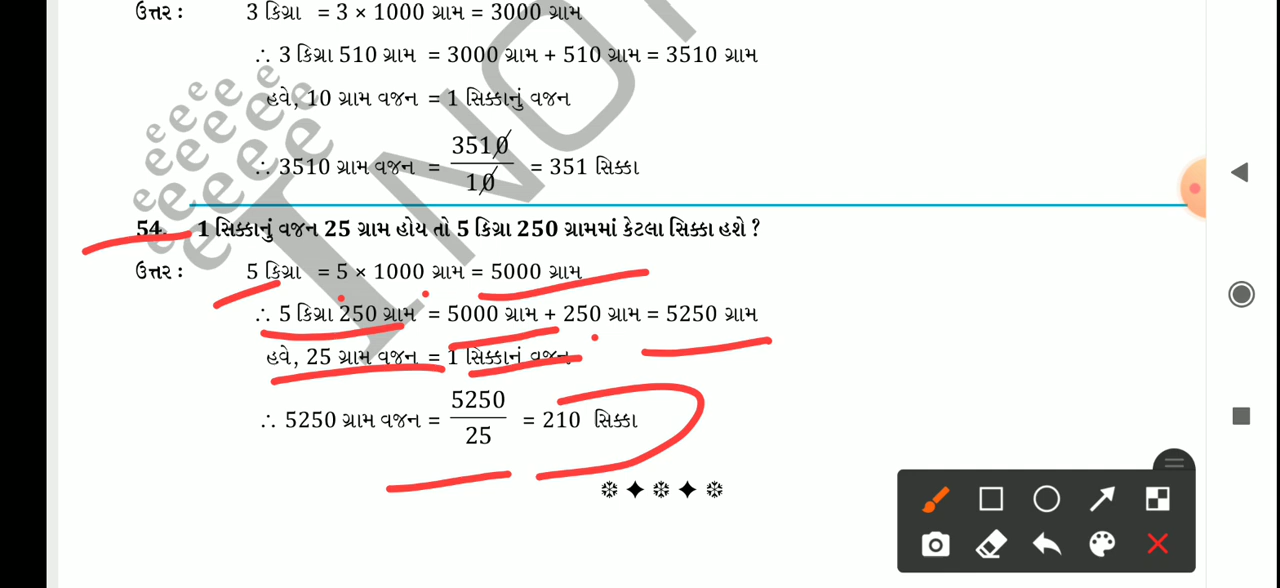 ઉત્તર : 3 કિગ્રા = 3 × 1000 ગ્રામ = 3000 ગ્રામ
∴ 3 કિગ્રા 510 ગ્રામ = 3000 ગ્રામ + 510 ગ્રામ = 3510 ગ્રામ
હવે, 10 ગ્રામ વજન = 1 સિક્કાનું વજન
∴ 3510 ગ્રામ વજન = 3510/10 = 351 સિક્કા
54. 1 સિક્કાનું વજન 25 ગ્રામ હોય તો 5 કિગ્રા 250 ગ્રામમાં કેટલા સિક્કા હશે ?
ઉત્તર : 5 કિગ્રા = 5 × 1000 ગ્રામ = 5000 ગ્રામ
∴ 5 કિગ્રા 250 ગ્રામ = 5000 ગ્રામ + 250 ગ્રામ = 5250 ગ્રામ
હવે, 25 ગ્રામ વજન = 1 સિક્કાનું વજન
∴ 5250 ગ્રામ વજન = 5250/25 = 210 સિક્કા